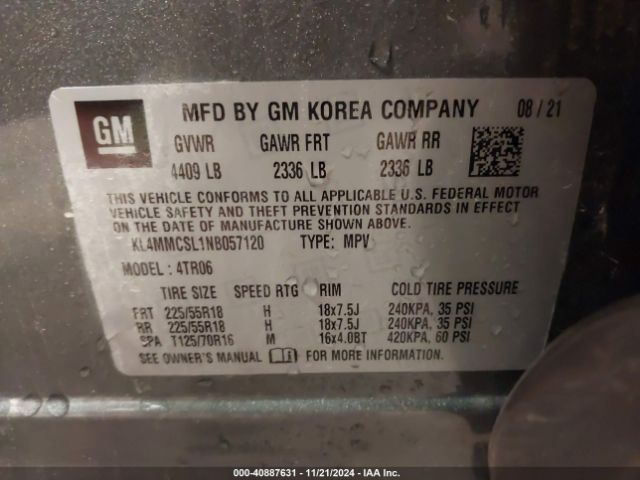 GM
MFD BY GM KOREA COMPANY 08 / 21
GVWR GAWR FRT GAWR RR
4409 LB 2336 LB 2336 LB
THIS VEHICLE CONFORMS TO ALL APPLICABLE U.S. FEDERAL MOTOR
VEHICLE SAFETY AND THEFT PREVENTION STANDARDS IN EFFECT
ON THE DATE OF MANUFACTURE SHOWN ABOVE.
KL4MMCSL1NB057120 TYPE: MPV
MODEL: 4TR06
TIRE SIZE SPEED RTG RIM COLD TIRE PRESSURE
FRT 225/55R18 H 18x7.5J 240KPA, 35 PSI
RR 225/55R18 H 18x7.5J 240KPA, 35 PSI
SPA T125/70R16 M 16x4.0BT 420KPA, 60 PSI
SEE OWNER'S MANUAL i FOR MORE INFORMATION.
000-40887631 - 11/21/2024 - IAA Inc.